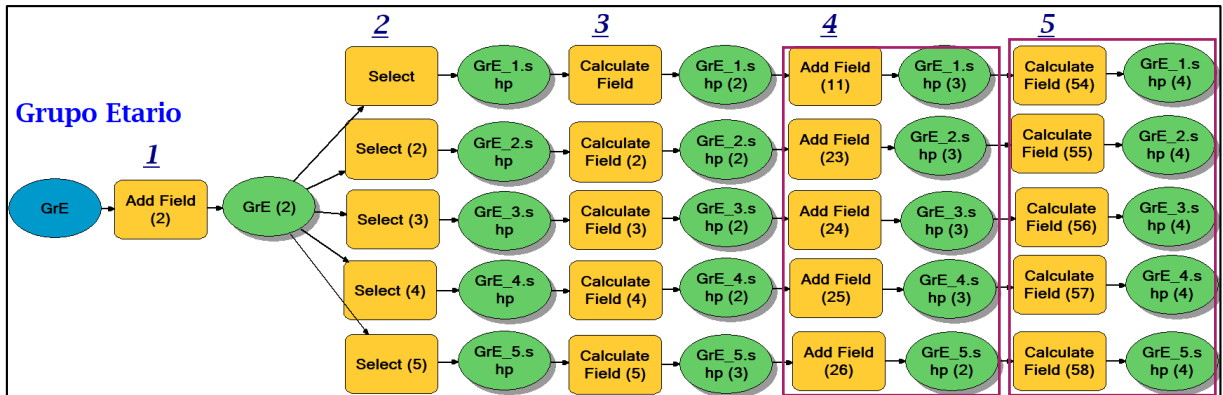 2
3
4
5
Grupo Etario
1
GrE
Add Field
(2)
GrE (2)
Select
GrE_1.s
hp
Calculate
Field
GrE_1.s
hp (2)
Add Field
(11)
GrE_1.s
hp (3)
Calculate
Field (54)
GrE_1.s
hp (4)
Select (2)
GrE_2.s
hp
Calculate
Field (2)
GrE_2.s
hp (2)
Add Field
(23)
GrE_2.s
hp (3)
Calculate
Field (55)
GrE_2.s
hp (4)
Select (3)
GrE_3.s
hp
Calculate
Field (3)
GrE_3.s
hp (2)
Add Field
(24)
GrE_3.s
hp (3)
Calculate
Field (56)
GrE_3.s
hp (4)
Select (4)
GrE_4.s
hp
Calculate
Field (4)
GrE_4.s
hp (2)
Add Field
(25)
GrE_4.s
hp (3)
Calculate
Field (57)
GrE_4.s
hp (4)
Select (5)
GrE_5.s
hp
Calculate
Field (5)
GrE_5.s
hp (3)
Add Field
(26)
GrE_5.s
hp (2)
Calculate
Field (58)
GrE_5.s
hp (4)